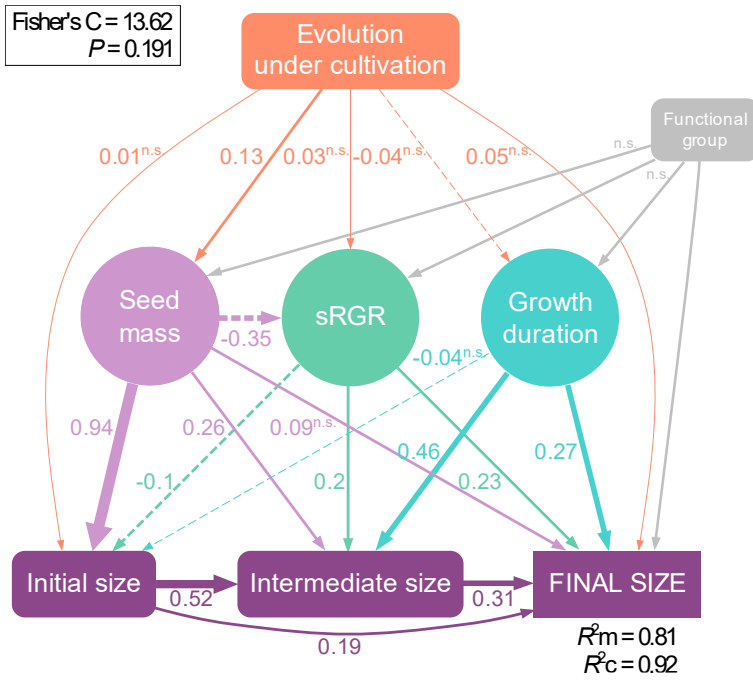 Fisher's C = 13.62
P = 0.191
Evolution
under cultivation
Functional
group
n.s.
n.s.
0.01n.s.
0.13
0.03n.s.
-0.04n.s.
0.05n.s.
Seed
mass
sRGR
Growth
duration
-0.35
-0.04n.s.
0.94
0.26
0.09n.s.
0.46
0.27
-0.1
0.2
0.23
Initial size
Intermediate size
FINAL SIZE
0.52
0.31
0.19
R²m = 0.81
R²c = 0.92